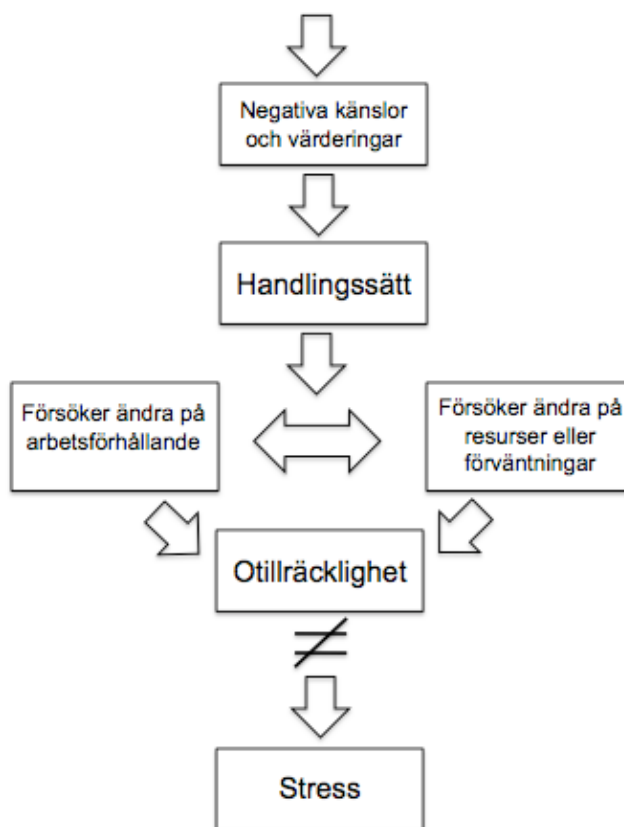 Negativa känslor
och värderingar
Handlingssätt
Försöker ändra på
arbetsförhållande
Försöker ändra på
resurser eller
förväntningar
Otillräcklighet
≠
Stress